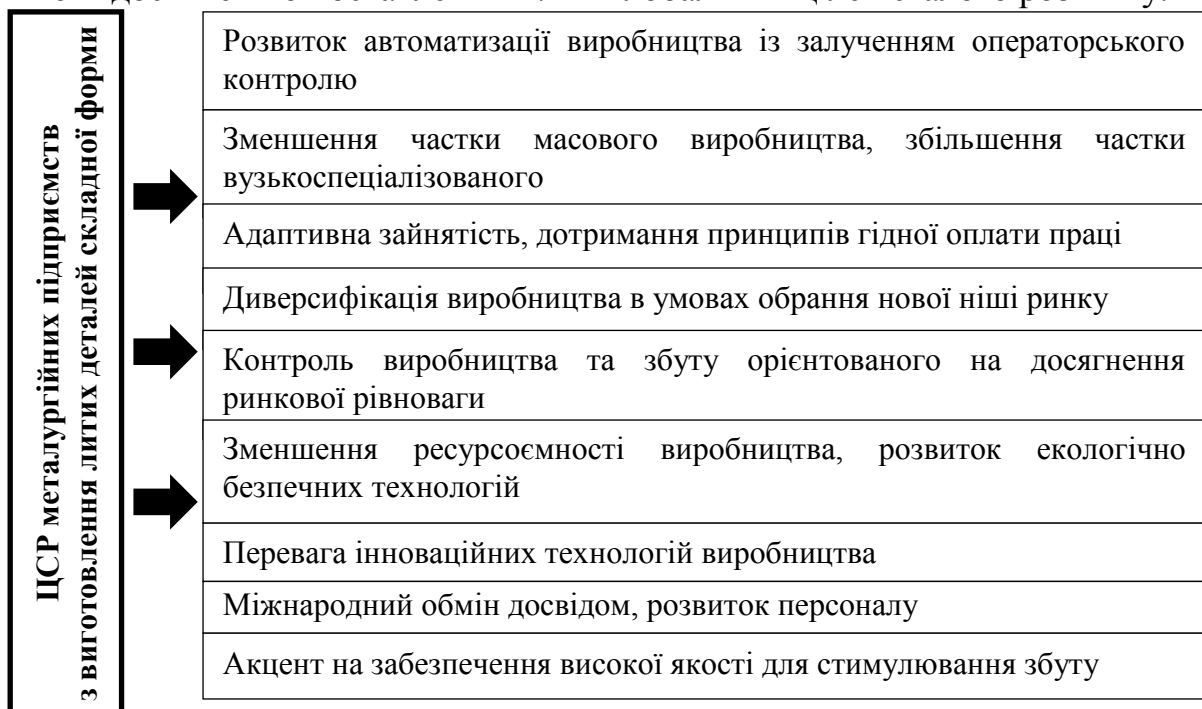 ЦСР металургійних підприємств
з виготовлення литих деталей складної форми
Розвиток автоматизації виробництва із залученням операторського
контролю
Зменшення частки масового виробництва, збільшення частки
вузькоспеціалізованого
Адаптивна зайнятість, дотримання принципів гідної оплати праці
Диверсифікація виробництва в умовах обрання нової ніші ринку
Контроль виробництва та збуту орієнтованого на досягнення
ринкової рівноваги
Зменшення ресурсоємності виробництва, розвиток екологічно
безпечних технологій
Перевага інноваційних технологій виробництва
Міжнародний обмін досвідом, розвиток персоналу
Акцент на забезпечення високої якості для стимулювання збуту